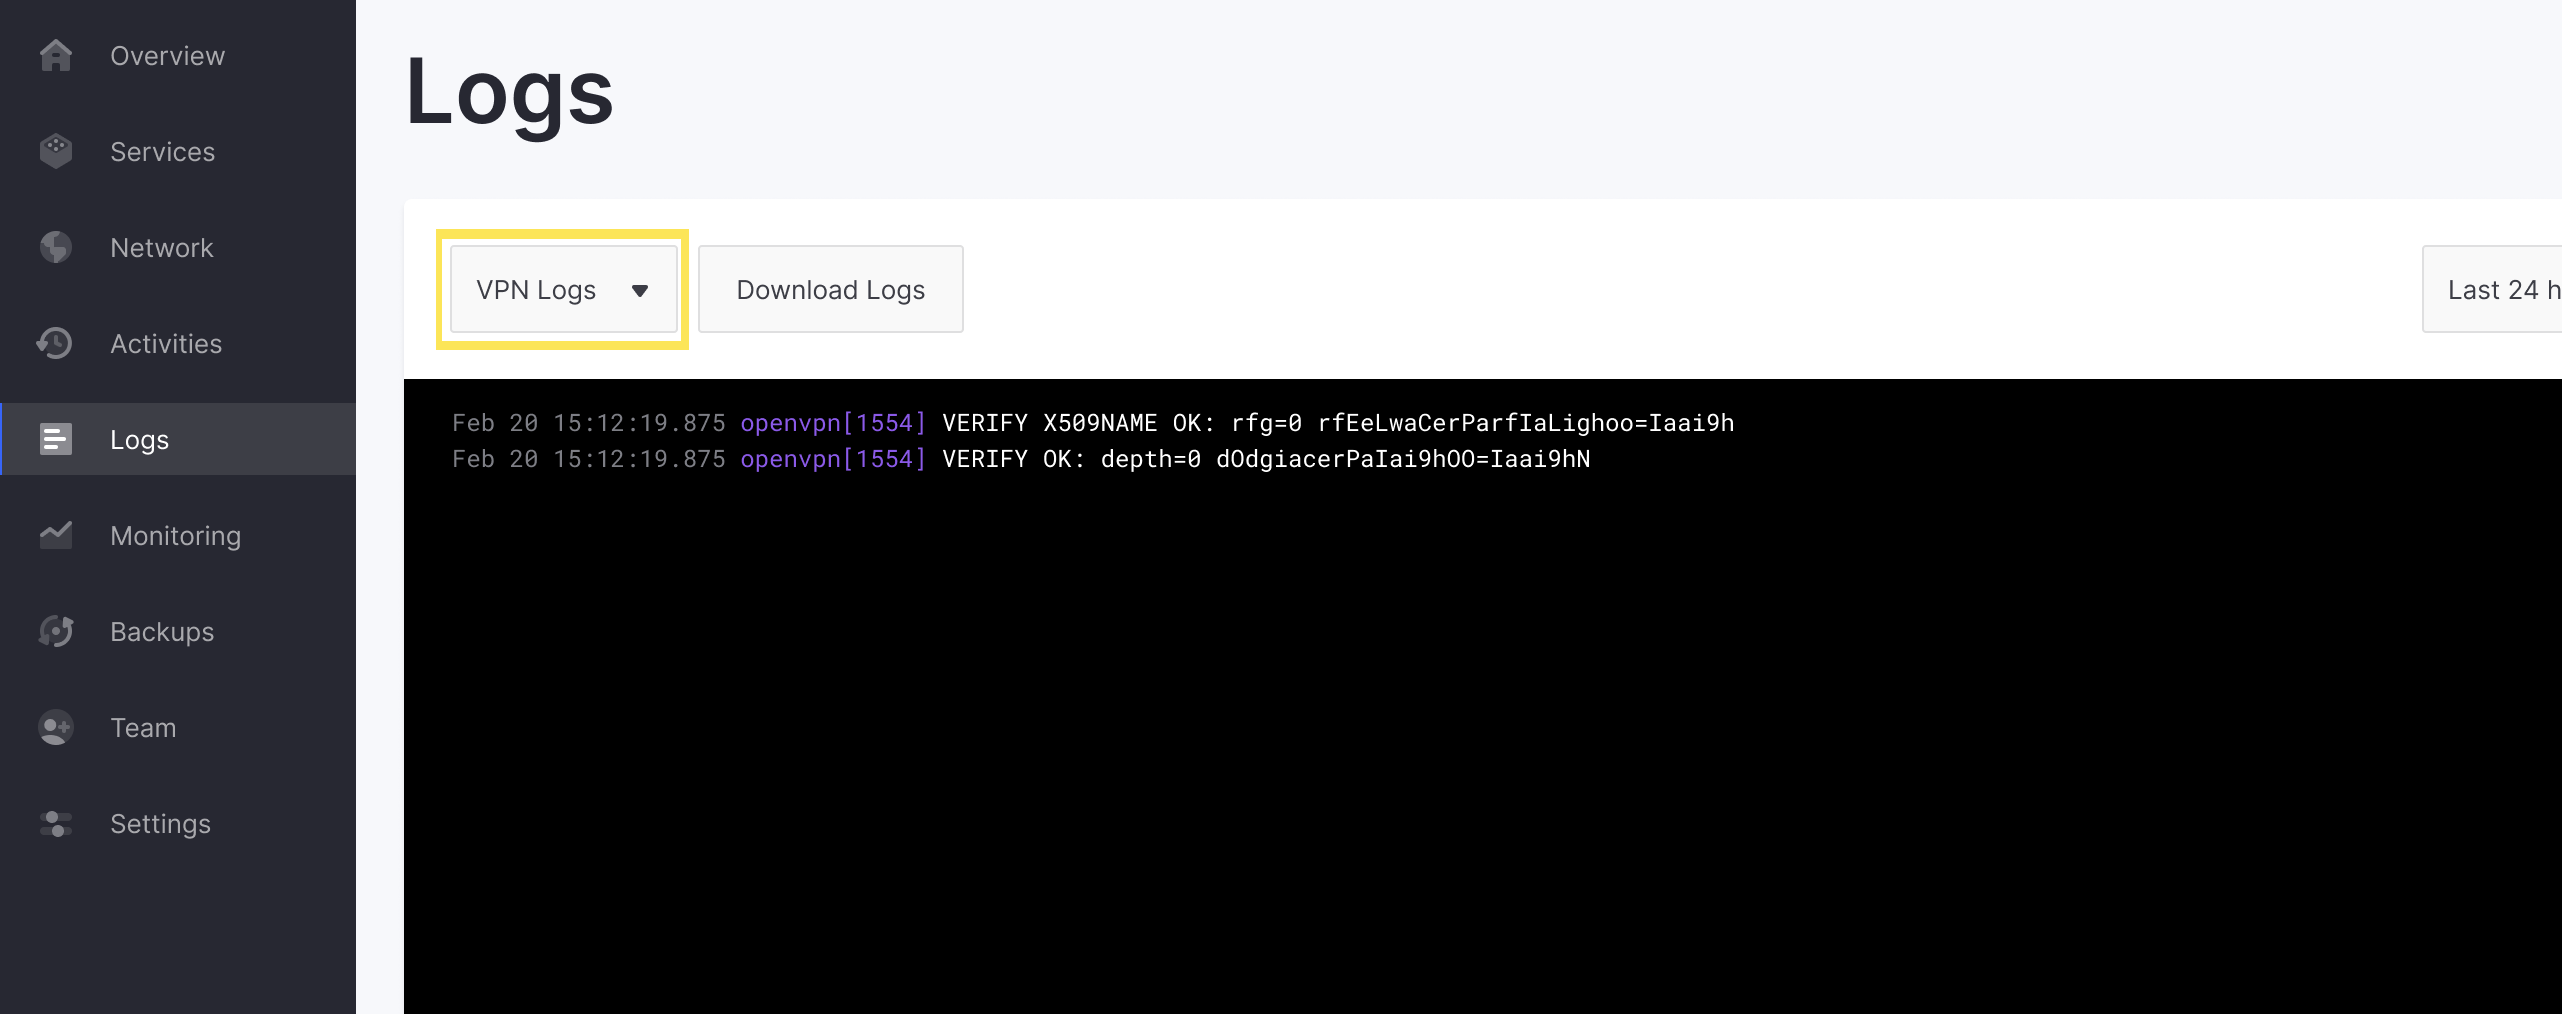 Overview
Services
Network
Activities
Logs
Monitoring
Backups
Team
Settings
Logs
VPN Logs
Download Logs
Last 24 h
Feb 20 15:12:19.875 openvpn[1554] VERIFY X509NAME OK: rfg=0 rfEeLwaCerParfIaLighoo=Iaai9h
Feb 20 15:12:19.875 openvpn[1554] VERIFY OK: depth=0 dOdgiacerPaIai9hOO=Iaai9hN